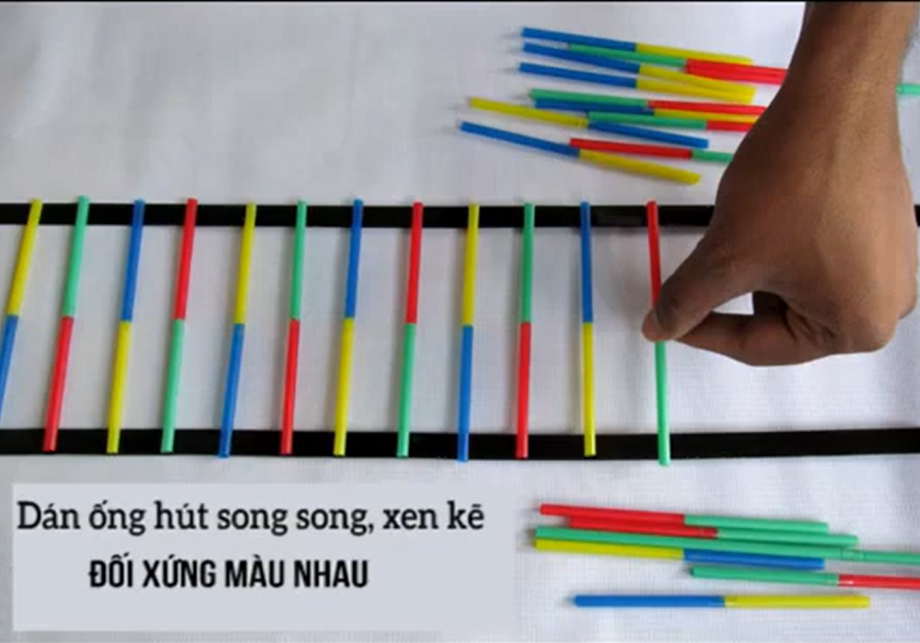 Dán ống hút song song, xen kẽ
ĐỐI XỨNG MÀU NHAU